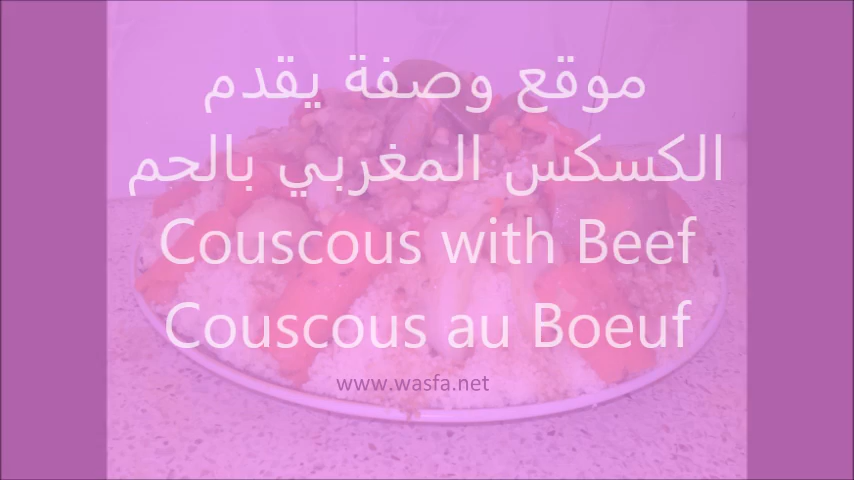 موقع وصفة يقدم
الكسكس المغربي بالحم
Couscous with Beef
Couscous au Boeuf
www.wasfa.net